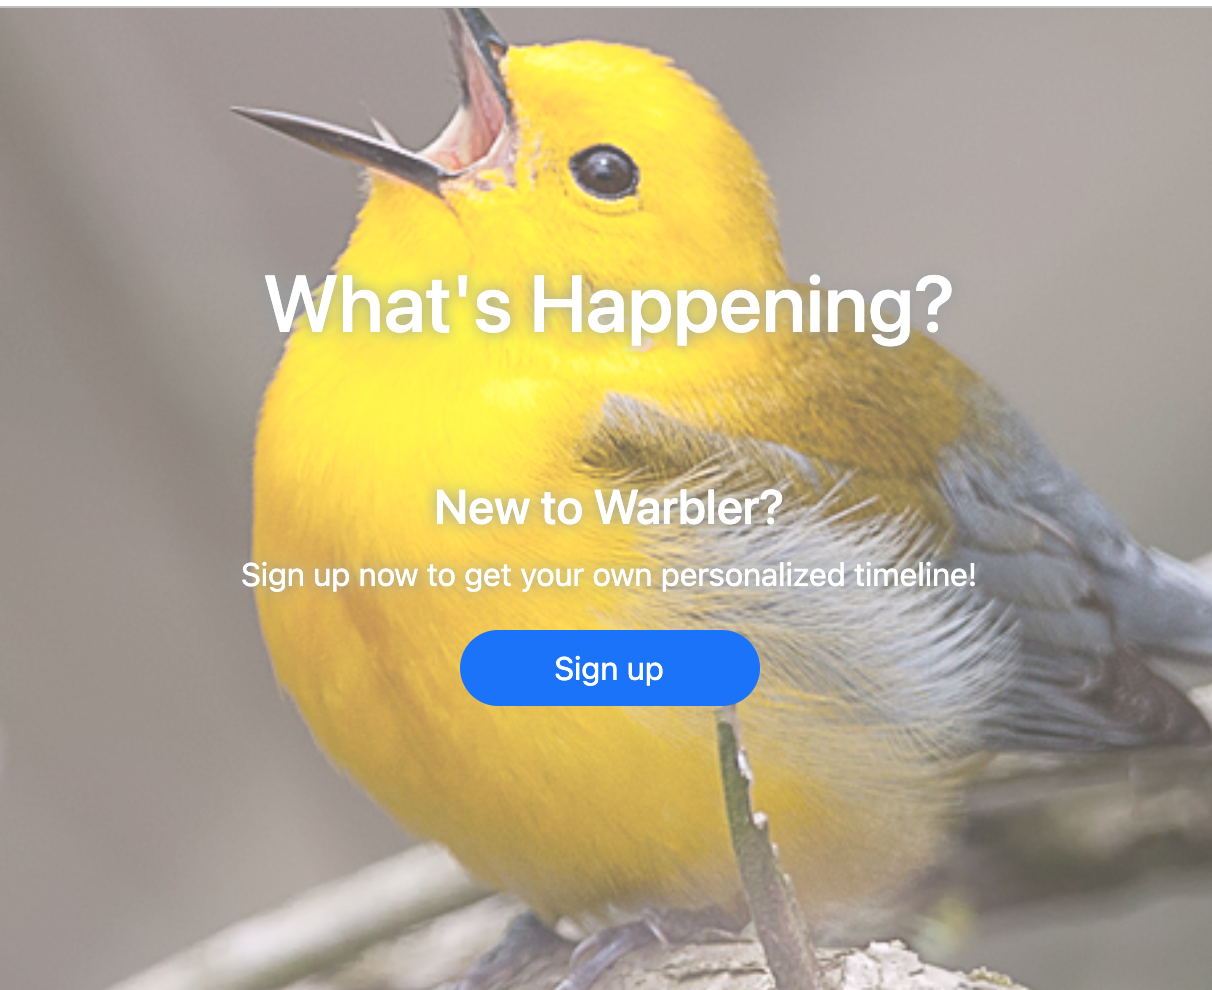 What's Happening?
New to Warbler?
Sign up now to get your own personalized timeline!
Sign up